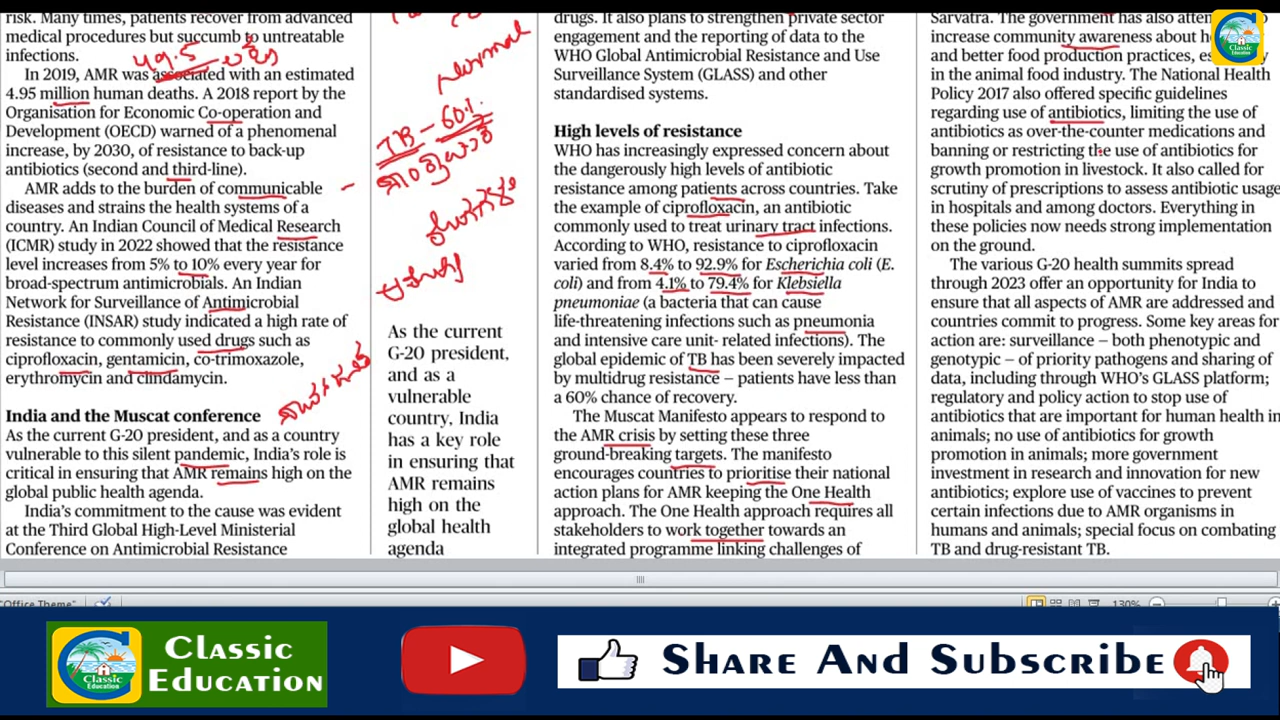 risk. Many times, patients recover from advanced
medical procedures but succumb to untreatable
infections.
In 2019, AMR was associated with an estimated
4.95 million human deaths. A 2018 report by the
Organisation for Economic Co-operation and
Development (OECD) warned of a phenomenal
increase, by 2030, of resistance to back-up
antibiotics (second and third-line).
AMR adds to the burden of communicable
diseases and strains the health systems of a
country. An Indian Council of Medical Research
(ICMR) study in 2022 showed that the resistance
level increases from 5% to 10% every year for
broad-spectrum antimicrobials. An Indian
Network for Surveillance of Antimicrobial
Resistance (INSAR) study indicated a high rate of
resistance to commonly used drugs such as
ciprofloxacin, gentamicin, co-trimoxazole,
erythromycin and clindamycin.
India and the Muscat conference
As the current G-20 president, and as a country
vulnerable to this silent pandemic, India's role is
critical in ensuring that AMR remains high on the
global public health agenda.
India's commitment to the cause was evident
at the Third Global High-Level Ministerial
Conference on Antimicrobial Resistance
49.5
normal
TB - 60%
As the current
G-20 president,
and as a
vulnerable
country, India
has a key role
in ensuring that
AMR remains
high on the
global health
agenda
drugs. It also plans to strengthen private sector
engagement and the reporting of data to the
WHO Global Antimicrobial Resistance and Use
Surveillance System (GLASS) and other
standardised systems.
High levels of resistance
WHO has increasingly expressed concern about
the dangerously high levels of antibiotic
resistance among patients across countries. Take
the example of ciprofloxacin, an antibiotic
commonly used to treat urinary tract infections.
According to WHO, resistance to ciprofloxacin
varied from 8.4% to 92.9% for Escherichia coli (E.
coli) and from 4.1% to 79.4% for Klebsiella
pneumoniae (a bacteria that can cause
life-threatening infections such as pneumonia
and intensive care unit- related infections). The
global epidemic of TB has been severely impacted
by multidrug resistance – patients have less than
a 60% chance of recovery.
The Muscat Manifesto appears to respond to
the AMR crisis by setting these three
ground-breaking targets. The manifesto
encourages countries to prioritise their national
action plans for AMR keeping the One Health
approach. The One Health approach requires all
stakeholders to work together towards an
integrated programme linking challenges of
Sarvatra. The government has also
increase community awareness about
and better food production practices,
in the animal food industry. The National Health
Policy 2017 also offered specific guidelines
regarding use of antibiotics, limiting the use of
antibiotics as over-the-counter medications and
banning or restricting the use of antibiotics for
growth promotion in livestock. It also called for
scrutiny of prescriptions to assess antibiotic usage
in hospitals and among doctors. Everything in
these policies now needs strong implementation
on the ground.
The various G-20 health summits spread
through 2023 offer an opportunity for India to
ensure that all aspects of AMR are addressed and
countries commit to progress. Some key areas for
action are: surveillance – both phenotypic and
genotypic – of priority pathogens and sharing of
data, including through WHO's GLASS platform;
regulatory and policy action to stop use of
antibiotics that are important for human health in
animals; no use of antibiotics for growth
promotion in animals; more government
investment in research and innovation for new
antibiotics; explore use of vaccines to prevent
certain infections due to AMR organisms in
humans and animals; special focus on combating
TB and drug-resistant TB.
Classic
Education
"Office Theme"
130%
Classic
Education
Classic
Education
Share And Subscribe